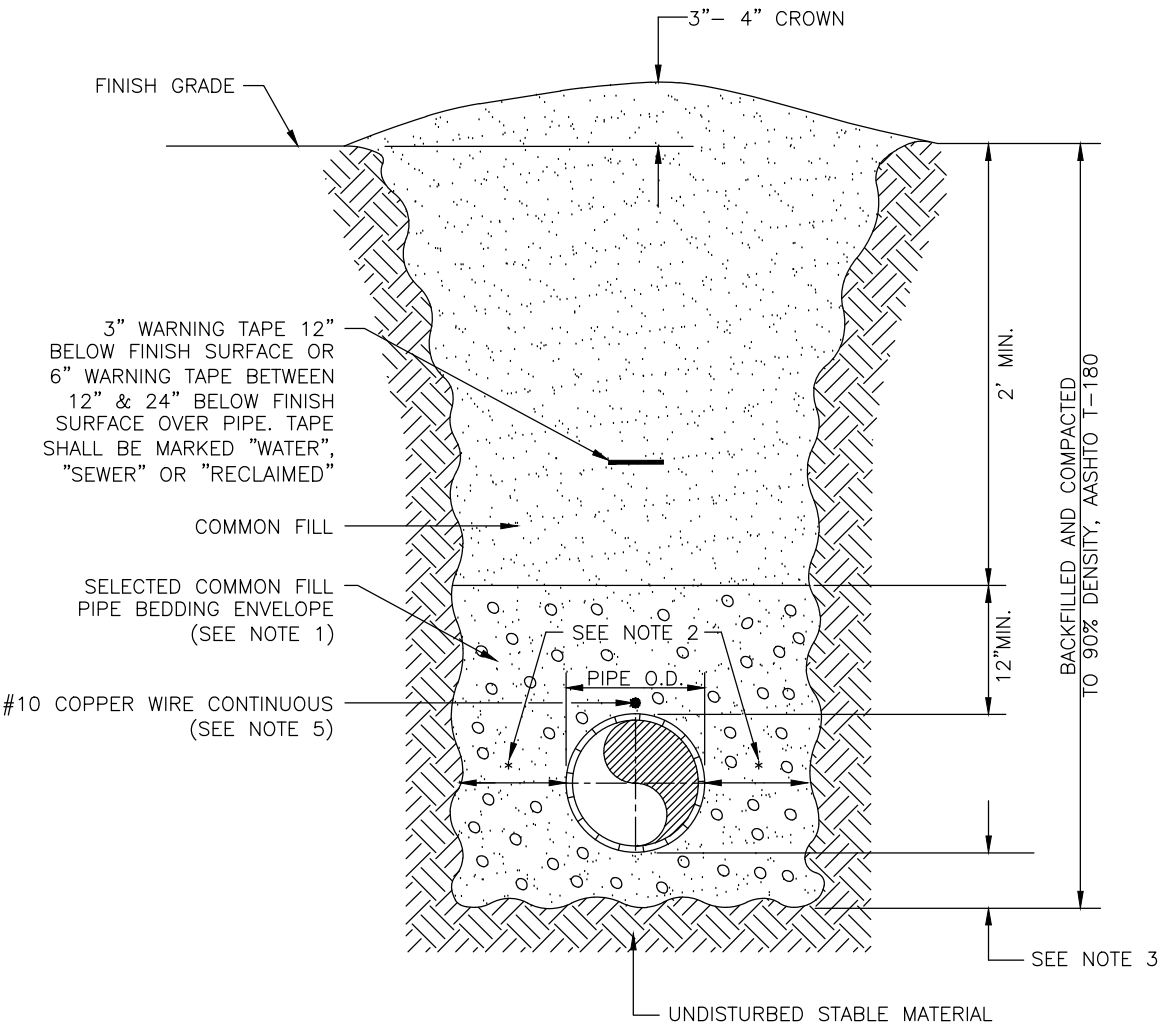 3”– 4” CROWN
FINISH GRADE
3” WARNING TAPE 12”
BELOW FINISH SURFACE OR
6” WARNING TAPE BETWEEN
12” & 24” BELOW FINISH
SURFACE OVER PIPE. TAPE
SHALL BE MARKED ”WATER”,
”SEWER” OR ”RECLAIMED”
COMMON FILL
SELECTED COMMON FILL
PIPE BEDDING ENVELOPE
(SEE NOTE 1)
#10 COPPER WIRE CONTINUOUS
(SEE NOTE 5)
SEE NOTE 2
PIPE O.D.
*
*
2’ MIN.
12”MIN.
BACKFILLED AND COMPACTED
TO 90% DENSITY, AASHTO T–180
SEE NOTE 3
UNDISTURBED STABLE MATERIAL